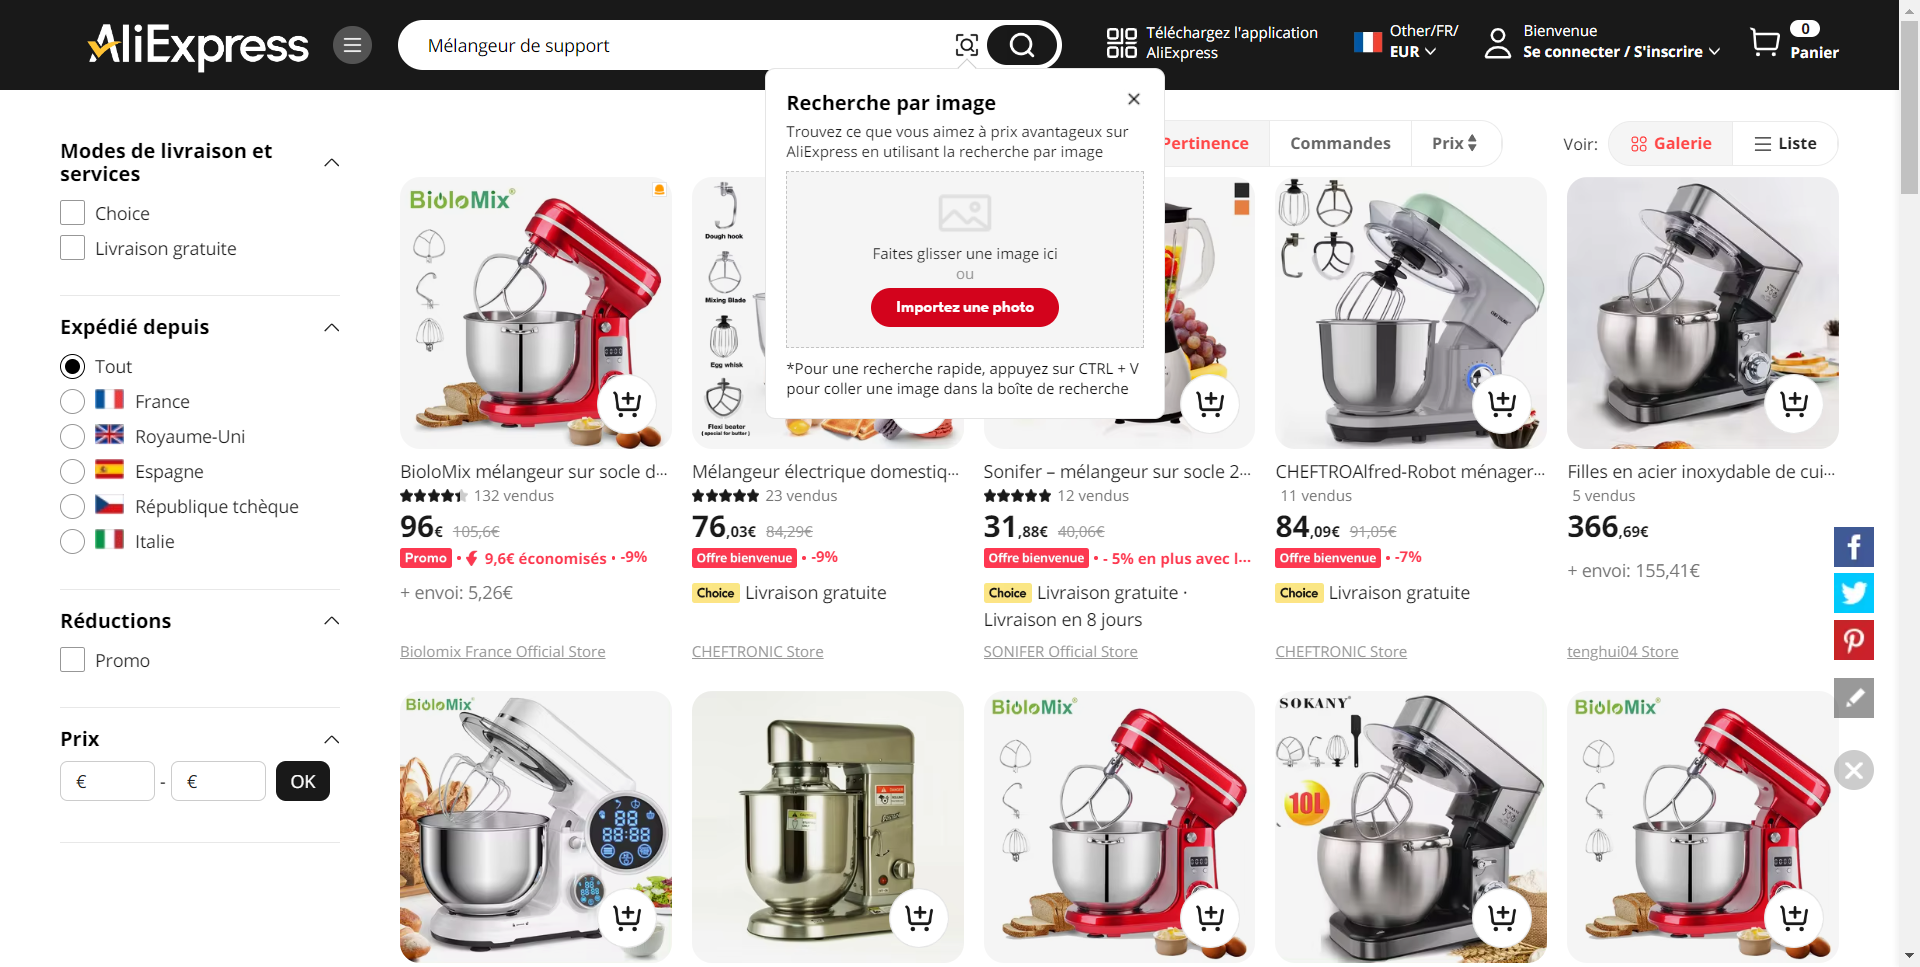 AliExpress
Mélangeur de support
Téléchargez l'application
AliExpress
Other/FR/
EUR
Bienvenue
Se connecter / S'inscrire
0
Panier
Recherche par image
Trouvez ce que vous aimez à prix avantageux sur
AliExpress en utilisant la recherche par image
Faites glisser une image ici
ou
Importez une photo
*Pour une recherche rapide, appuyez sur CTRL + V
pour coller une image dans la boîte de recherche
Pertinence
Commandes
Prix
Voir:
Galerie
Liste
Modes de livraison et
services
Choice
Livraison gratuite
Expédié depuis
Tout
France
Royaume-Uni
Espagne
République tchèque
Italie
Réductions
Promo
Prix
€ - € OK
BioloMix
Dough hook
Mixing Blade
Egg whisk
Flexi beater
( special for butter )
CHEFTRONIC
BioloMix mélangeur sur socle d...
132 vendus
96€ 105,6€
Promo • 9,6€ économisés • -9%
+ envoi: 5,26€
Biolomix France Official Store
Mélangeur électrique domestiq...
23 vendus
76,03€ 84,29€
Offre bienvenue • -9%
Choice Livraison gratuite
CHEFTRONIC Store
Sonifer – mélangeur sur socle 2...
12 vendus
31,88€ 40,06€
Offre bienvenue • - 5% en plus avec l...
Choice Livraison gratuite ·
Livraison en 8 jours
SONIFER Official Store
CHEFTROAlfred-Robot ménager...
11 vendus
84,09€ 91,05€
Offre bienvenue • -7%
Choice Livraison gratuite
CHEFTRONIC Store
Filles en acier inoxydable de cui...
5 vendus
366,69€
+ envoi: 155,41€
tenghui04 Store
BioloMix
88
88:88
BioloMix
SOKANY
10L
BioloMix